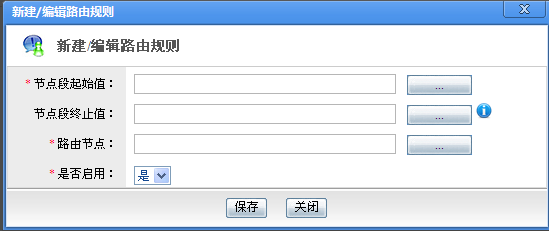 新建/编辑路由规则
新建/编辑路由规则
* 节点段起始值： ...
节点段终止值： ...
* 路由节点： ...
* 是否启用： 是
保存 关闭